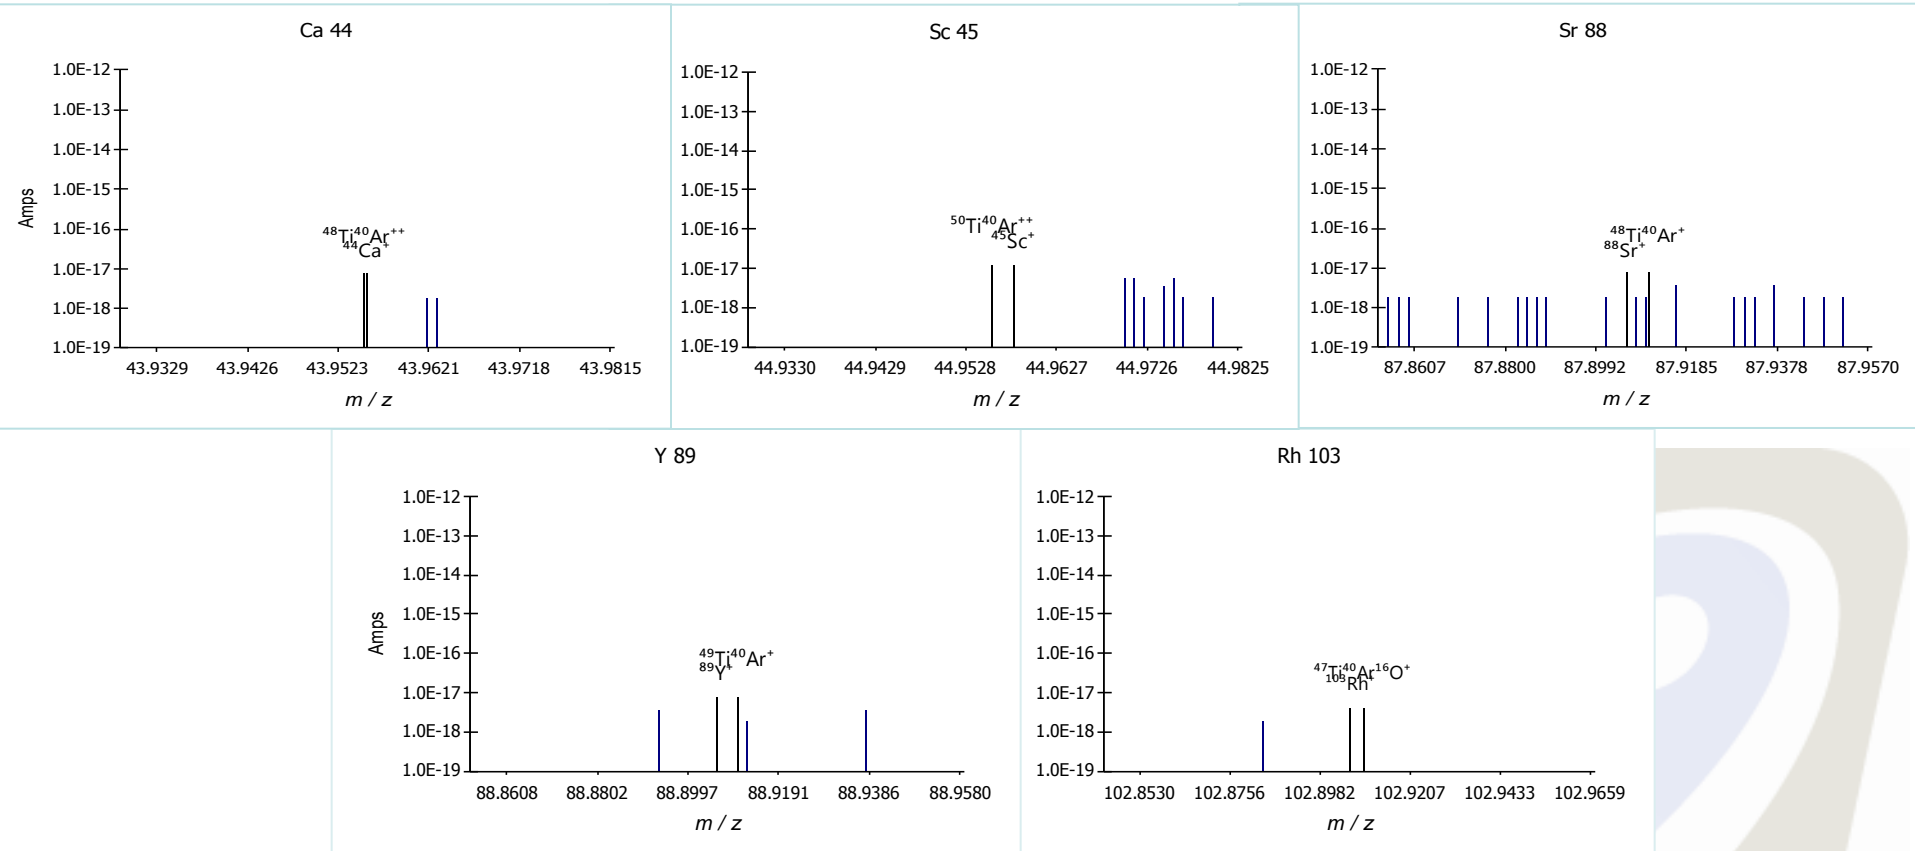 Ca 44
Amps
1.0E-12
1.0E-13
1.0E-14
1.0E-15
1.0E-16
1.0E-17
1.0E-18
1.0E-19
⁴⁸Ti⁴⁰Ar⁺⁺
⁴⁴Ca⁺
43.9329 43.9426 43.9523 43.9621 43.9718 43.9815
m / z
Sc 45
1.0E-12
1.0E-13
1.0E-14
1.0E-15
1.0E-16
1.0E-17
1.0E-18
1.0E-19
⁵⁰Ti⁴⁰Ar⁺⁺
⁴⁵Sc⁺
44.9330 44.9429 44.9528 44.9627 44.9726 44.9825
m / z
Sr 88
1.0E-12
1.0E-13
1.0E-14
1.0E-15
1.0E-16
1.0E-17
1.0E-18
1.0E-19
⁴⁸Ti⁴⁰Ar⁺
⁸⁸Sr⁺
87.8607 87.8800 87.8992 87.9185 87.9378 87.9570
m / z
Y 89
Amps
1.0E-12
1.0E-13
1.0E-14
1.0E-15
1.0E-16
1.0E-17
1.0E-18
1.0E-19
⁴⁹Ti⁴⁰Ar⁺
⁸⁹Y⁺
88.8608 88.8802 88.8997 88.9191 88.9386 88.9580
m / z
Rh 103
1.0E-12
1.0E-13
1.0E-14
1.0E-15
1.0E-16
1.0E-17
1.0E-18
1.0E-19
⁴⁷Ti⁴⁰Ar¹⁶O⁺
¹⁰³Rh⁺
102.8530 102.8756 102.8982 102.9207 102.9433 102.9659
m / z